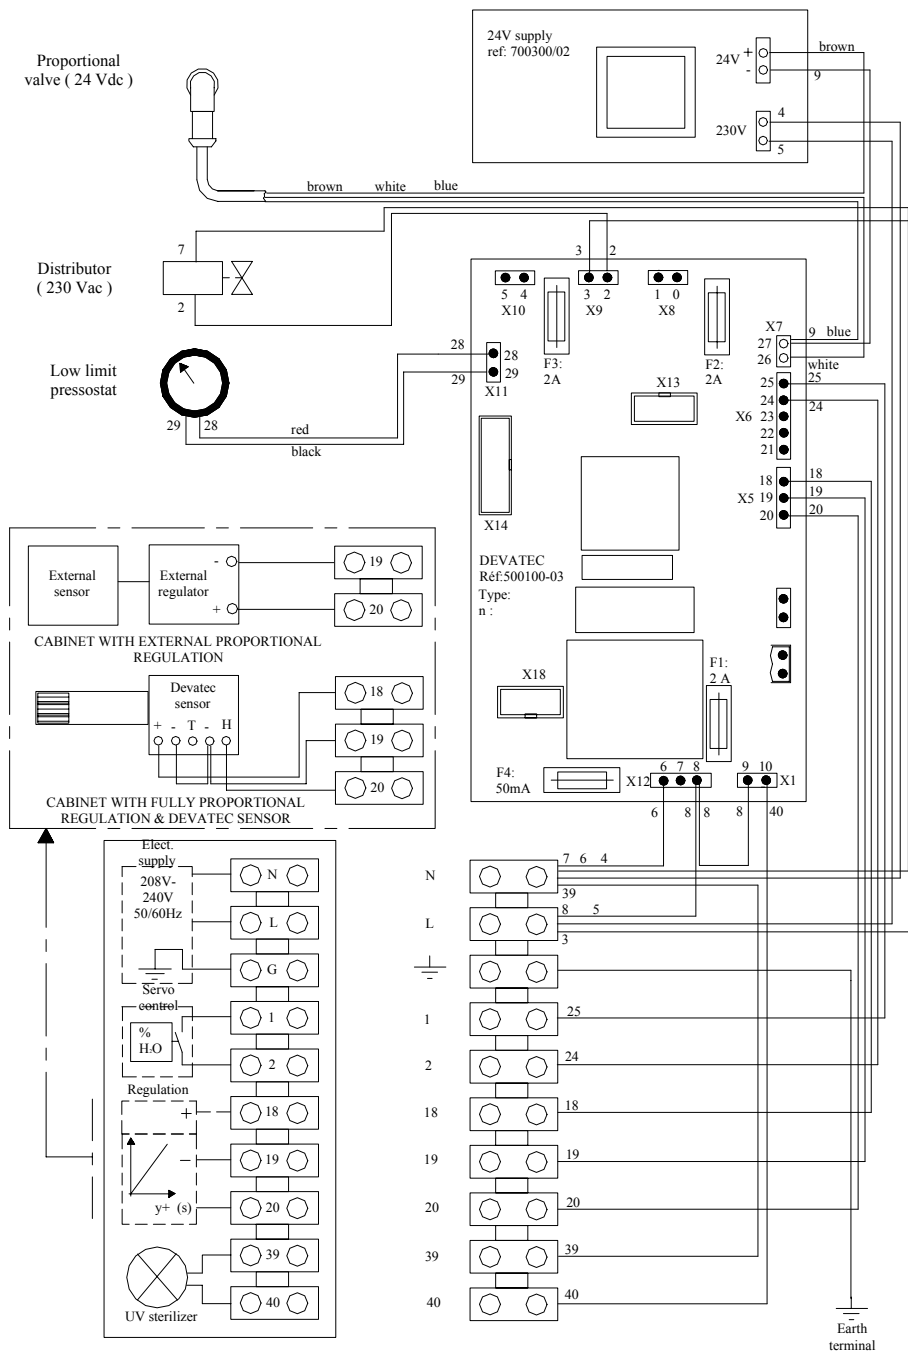 Proportional
valve ( 24 Vdc )
24V supply
ref: 700300/02
24V
+
-
brown
9
230V
4
5
brown white blue
7
Distributor
( 230 Vac )
2
3 2
5 4
X10
3 2
X9
1 0
X8
F3:
2A
F2:
2A
X7
27
26
9 blue
white
Low limit
pressostat
28
29
28
29
X11
29 28
red
black
X13
25
24
X6 23
22
21
25
24
18
X5 19
20
18
19
20
X14
DEVATEC
Réf:500100-03
Type:
n :
External
sensor
External
regulator
-
+
19
20
CABINET WITH EXTERNAL PROPORTIONAL
REGULATION
Devatec
sensor
+ - T - H
18
19
20
CABINET WITH FULLY PROPORTIONAL
REGULATION & DEVATEC SENSOR
X18
F1:
2 A
F4:
50mA
X12
6 7 8
9 10
X1
6 8 8 8 40
Elect.
supply
208V-
240V
50/60Hz
N
L
G
Servo
control
%
H2O
1
2
Regulation
+
18
–
19
y+ (s)
20
39
40
UV sterilizer
N
7 6 4
39
L
8 5
3
1
25
2
24
18
18
19
19
20
20
39
39
40
40
Earth
terminal